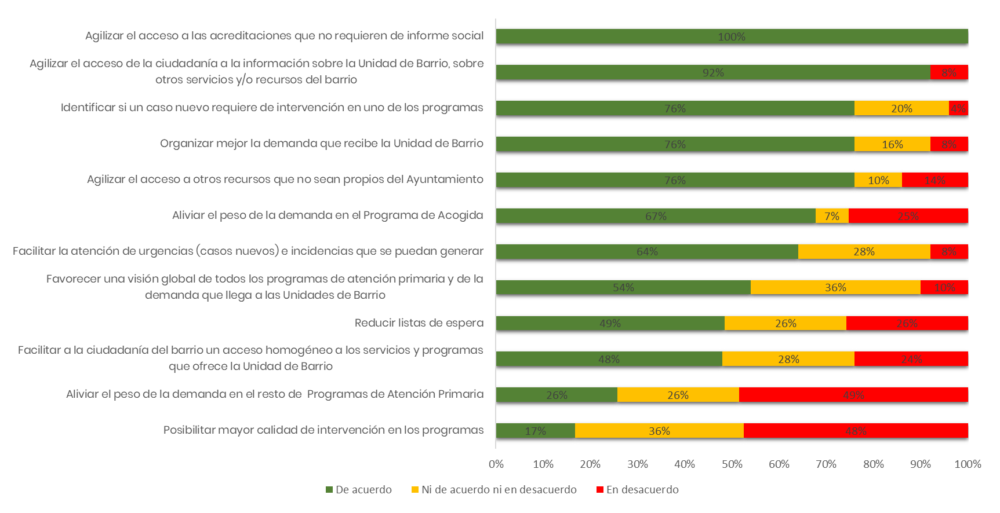 Agilizar el acceso a las acreditaciones que no requieren de informe social
100%
Agilizar el acceso de la ciudadanía a la información sobre la Unidad de Barrio, sobre
otros servicios y/o recursos del barrio
92% 8%
Identificar si un caso nuevo requiere de intervención en uno de los programas
76% 20% 4%
Organizar mejor la demanda que recibe la Unidad de Barrio
76% 16% 8%
Agilizar el acceso a otros recursos que no sean propios del Ayuntamiento
76% 10% 14%
Aliviar el peso de la demanda en el Programa de Acogida
67% 7% 25%
Facilitar la atención de urgencias (casos nuevos) e incidencias que se puedan generar
64% 28% 8%
Favorecer una visión global de todos los programas de atención primaria y de la
demanda que llega a las Unidades de Barrio
54% 36% 10%
Reducir listas de espera
49% 26% 26%
Facilitar a la ciudadanía del barrio un acceso homogéneo a los servicios y programas
que ofrece la Unidad de Barrio
48% 28% 24%
Aliviar el peso de la demanda en el resto de Programas de Atención Primaria
26% 26% 49%
Posibilitar mayor calidad de intervención en los programas
17% 36% 48%
0% 10% 20% 30% 40% 50% 60% 70% 80% 90% 100%
De acuerdo Ni de acuerdo ni en desacuerdo En desacuerdo